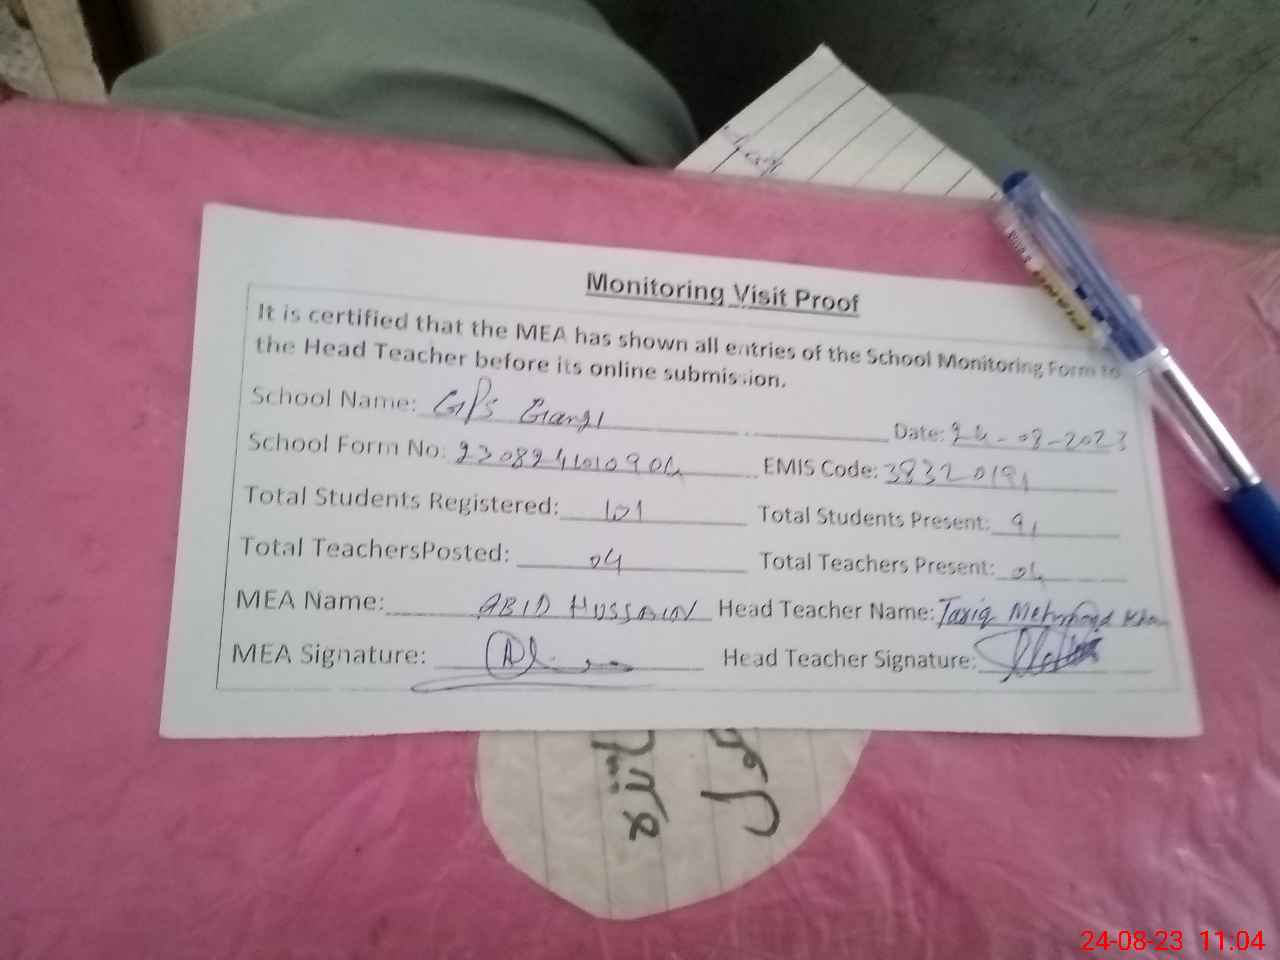 Monitoring Visit Proof
It is certified that the MEA has shown all entries of the School Monitoring Form to
the Head Teacher before its online submission.
School Name: GPS
Date: 24-08-2023
School Form No: EMIS Code: 38320191
Total Students Registered: 101 Total Students Present: 91
Total TeachersPosted: 04 Total Teachers Present: 04
MEA Name: ABID HUSSAIN Head Teacher Name: Tariq Mehmood Khan
MEA Signature: Head Teacher Signature:
24-08-23 11:04